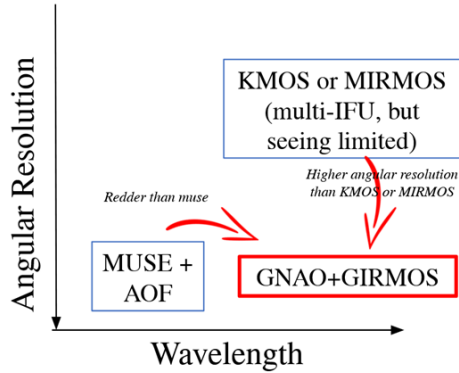 Angular Resolution
KMOS or MIRMOS
(multi-IFU, but
seeing limited)
Higher angular resolution
than KMOS or MIRMOS
Redder than muse
MUSE +
AOF
GNAO+GIRMOS
Wavelength